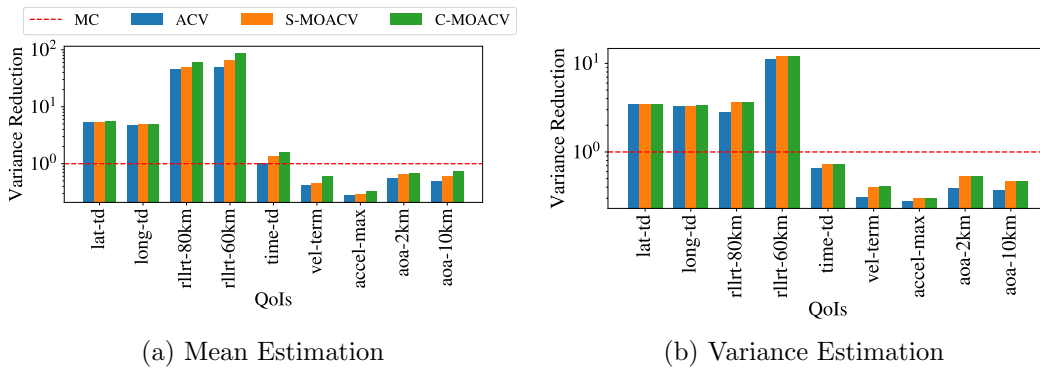 MC ACV S-MOACV C-MOACV
Variance Reduction
10^2
10^1
10^0
lat-td
long-td
rllrt-80km
rllrt-60km
time-td
vel-term
accel-max
aoa-2km
aoa-10km
QoIs
(a) Mean Estimation
Variance Reduction
10^1
10^0
lat-td
long-td
rllrt-80km
rllrt-60km
time-td
vel-term
accel-max
aoa-2km
aoa-10km
QoIs
(b) Variance Estimation